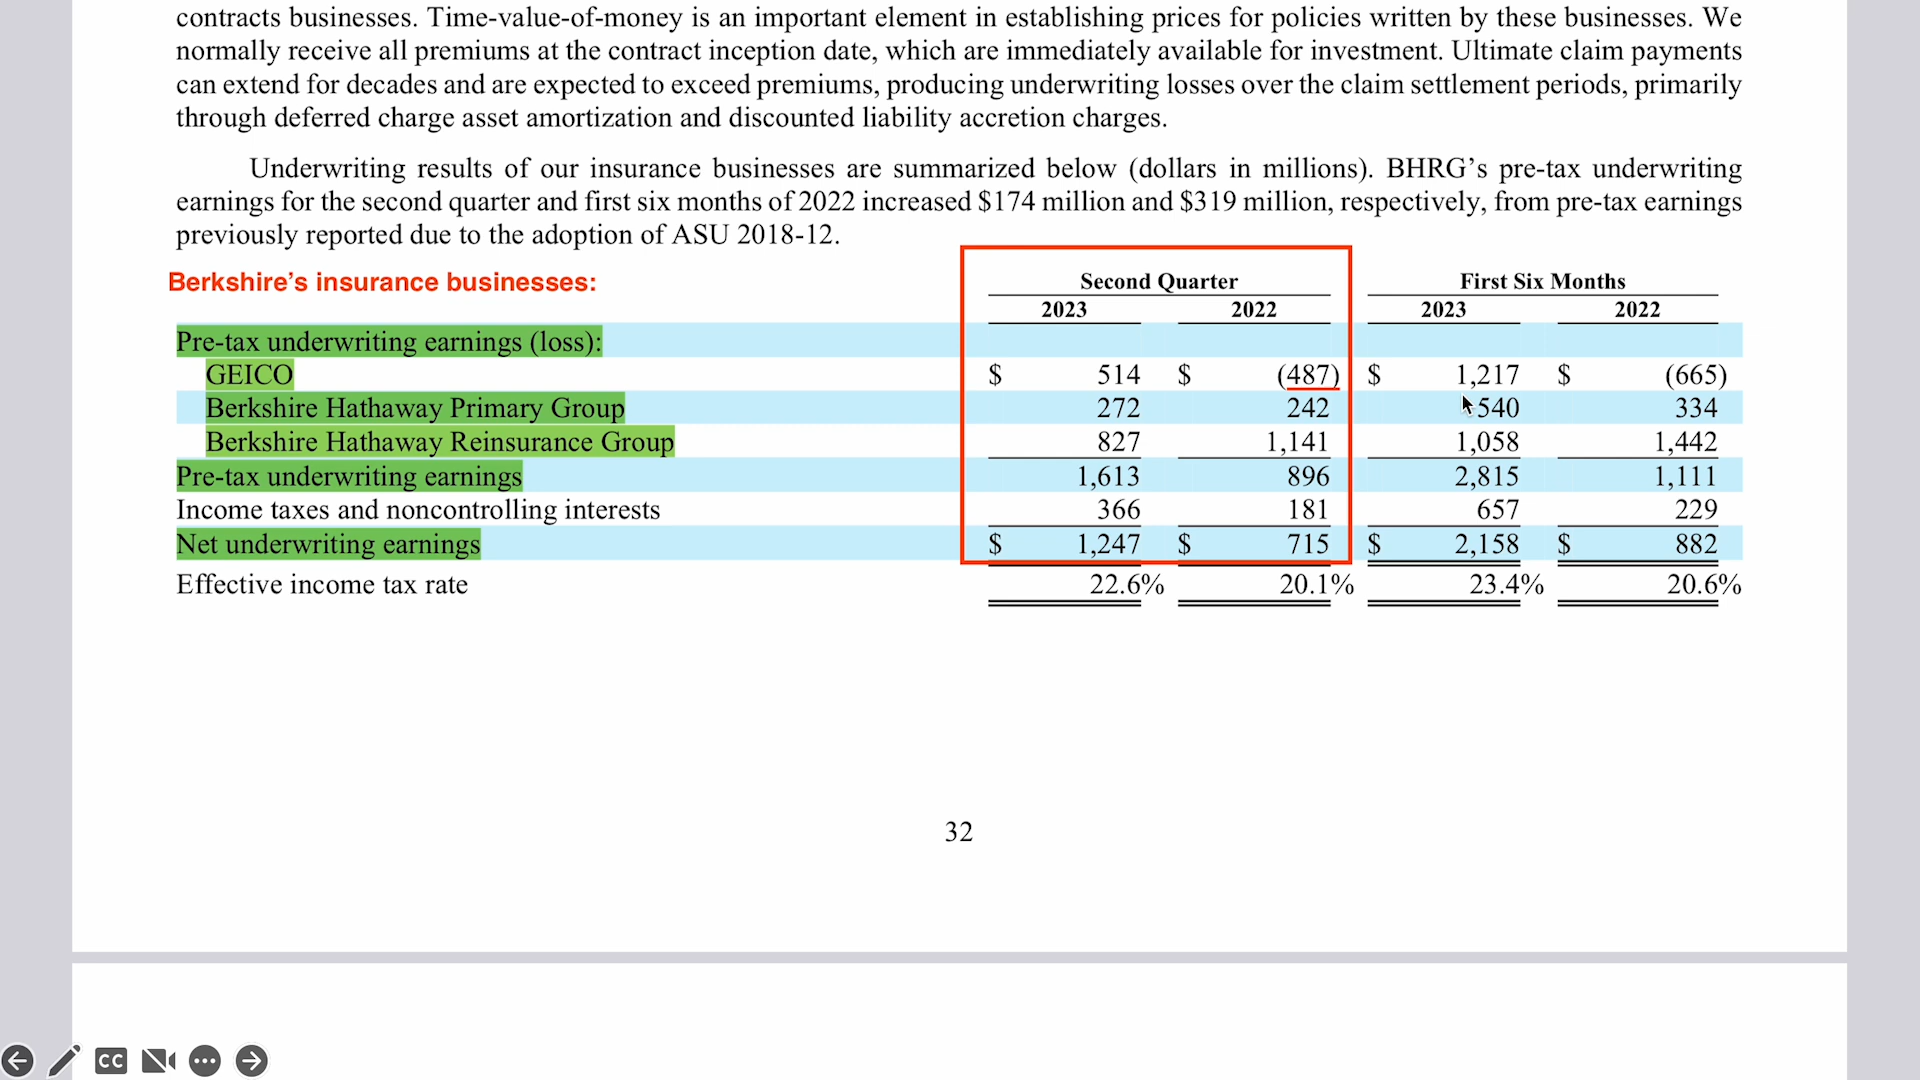 contracts businesses. Time-value-of-money is an important element in establishing prices for policies written by these businesses. We
normally receive all premiums at the contract inception date, which are immediately available for investment. Ultimate claim payments
can extend for decades and are expected to exceed premiums, producing underwriting losses over the claim settlement periods, primarily
through deferred charge asset amortization and discounted liability accretion charges.
Underwriting results of our insurance businesses are summarized below (dollars in millions). BHRG’s pre-tax underwriting
earnings for the second quarter and first six months of 2022 increased $174 million and $319 million, respectively, from pre-tax earnings
previously reported due to the adoption of ASU 2018-12.
Berkshire’s insurance businesses: Second Quarter First Six Months
2023 2022 2023 2022
Pre-tax underwriting earnings (loss):
GEICO $ 514 $ (487) $ 1,217 $ (665)
Berkshire Hathaway Primary Group 272 242 540 334
Berkshire Hathaway Reinsurance Group 827 1,141 1,058 1,442
Pre-tax underwriting earnings 1,613 896 2,815 1,111
Income taxes and noncontrolling interests 366 181 657 229
Net underwriting earnings $ 1,247 $ 715 $ 2,158 $ 882
Effective income tax rate 22.6% 20.1% 23.4% 20.6%
32
CC